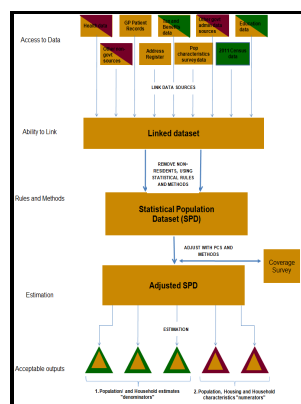 Access to Data
GP Patient
Records
data
Education
data
sources
Other
govt
sources
Address
Register
Pop
characteristics
survey data
2011 Census
data
LINK DATA SOURCES
Ability to Link
Linked dataset
REMOVE NON-
RESIDENTS, USING
STATISTICAL RULES
AND METHODS
Rules and Methods
Statistical Population
Dataset (SPD)
ADJUST WITH PCS AND
METHODS
Coverage
Survey
Estimation
Adjusted SPD
ESTIMATION
Acceptable outputs
1. Population/ and Household estimates
"denominators"
2. Population, Housing and Household
characteristics "numerators"